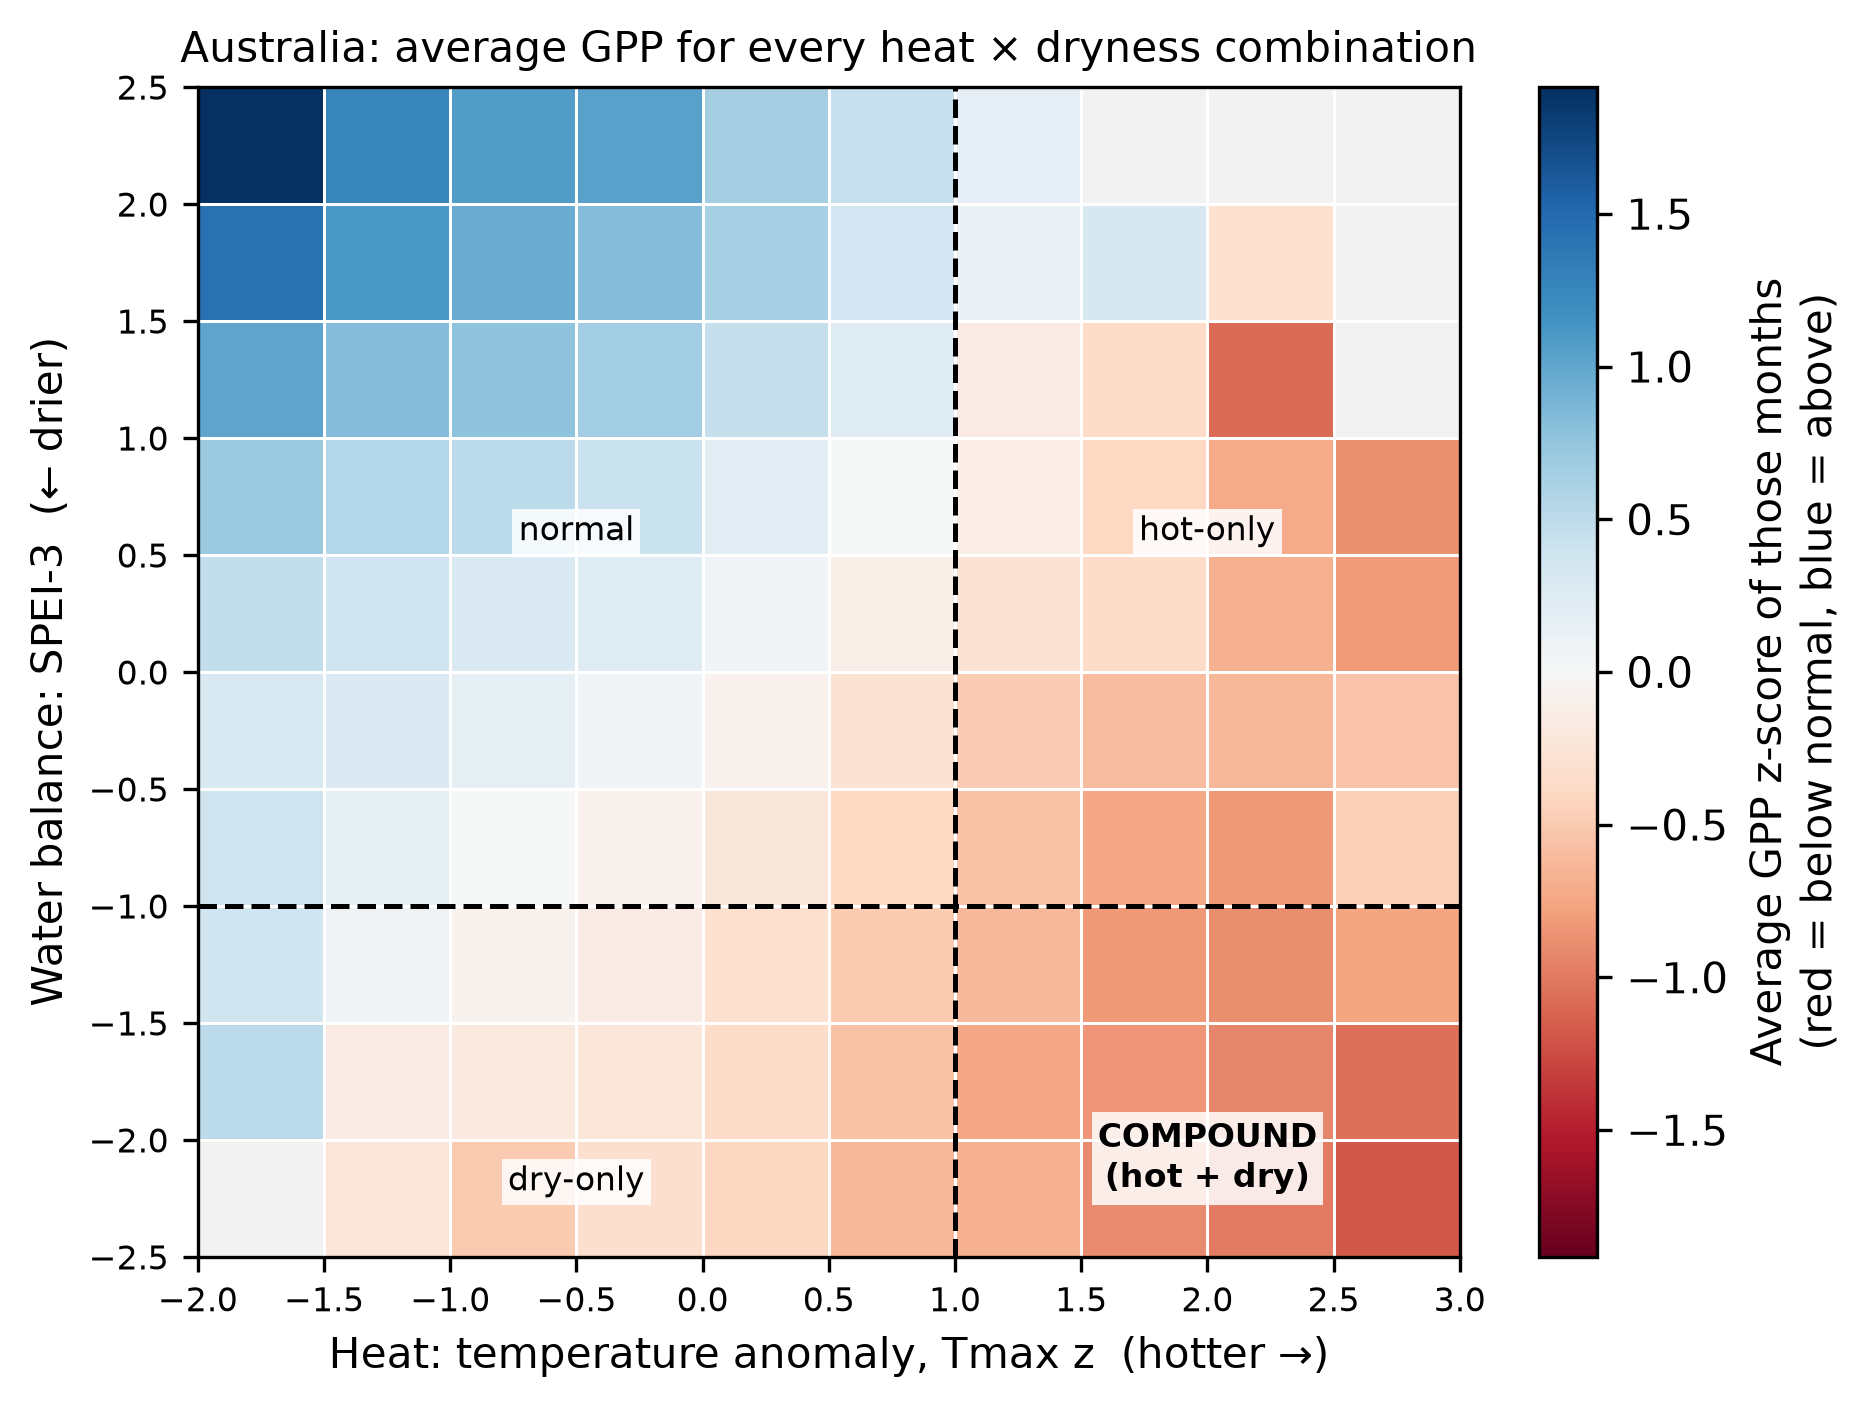 Australia: average GPP for every heat × dryness combination
2.5
2.0
1.5
1.0
0.5
0.0
−0.5
−1.0
−1.5
−2.0
−2.5
Water balance: SPEI-3  (← drier)
normal
hot-only
dry-only
COMPOUND
(hot + dry)
−2.0 −1.5 −1.0 −0.5 0.0 0.5 1.0 1.5 2.0 2.5 3.0
Heat: temperature anomaly, Tmax z  (hotter →)
1.5
1.0
0.5
0.0
−0.5
−1.0
−1.5
Average GPP z-score of those months
(red = below normal, blue = above)